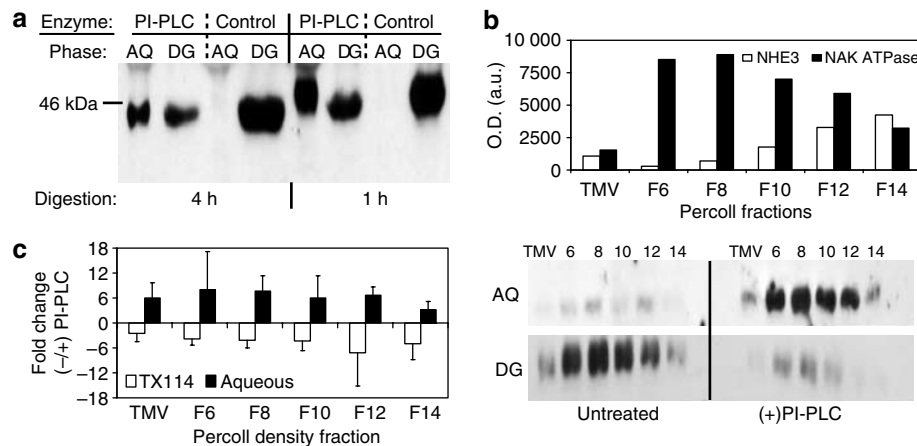 a
Enzyme: PI-PLC Control PI-PLC Control
Phase: AQ DG AQ DG AQ DG AQ DG
46 kDa
Digestion: 4 h 1 h
b
10 000
7500
5000
2500
0
O.D. (a.u.)
NHE3 NAK ATPase
TMV F6 F8 F10 F12 F14
Percoll fractions
TMV 6 8 10 12 14 TMV 6 8 10 12 14
AQ
DG
Untreated (+)PI-PLC
c
18
12
6
0
−6
−12
−18
Fold change
(−/+) PI-PLC
TX114 Aqueous
TMV F6 F8 F10 F12 F14
Percoll density fraction